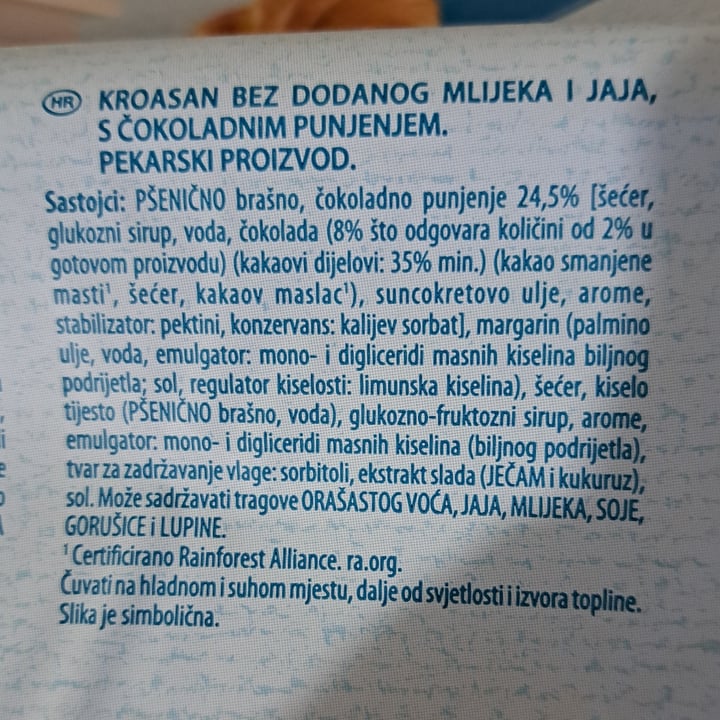 HR KROASAN BEZ DODANOG MLIJEKA I JAJA,
S ČOKOLADNIM PUNJENJEM.
PEKARSKI PROIZVOD.
Sastojci: PŠENIČNO brašno, čokoladno punjenje 24,5% [šećer,
glukozni sirup, voda, čokolada (8% što odgovara količini od 2% u
gotovom proizvodu) (kakaovi dijelovi: 35% min.) (kakao smanjene
masti¹, šećer, kakaov maslac¹), suncokretovo ulje, arome,
stabilizator: pektini, konzervans: kalijev sorbat], margarin (palmino
ulje, voda, emulgator: mono- i digliceridi masnih kiselina biljnog
podrijetla; sol, regulator kiselosti: limunska kiselina), šećer, kiselo
tijesto (PŠENIČNO brašno, voda), glukozno-fruktozni sirup, arome,
emulgator: mono- i digliceridi masnih kiselina (biljnog podrijetla),
tvar za zadržavanje vlage: sorbitoli, ekstrakt slada (JEČAM i kukuruz),
sol. Može sadržavati tragove ORAŠASTOG VOĆA, JAJA, MLIJEKA, SOJE,
GORUŠICE i LUPINE.
¹ Certificirano Rainforest Alliance. ra.org.
Čuvati na hladnom i suhom mjestu, dalje od svjetlosti i izvora topline.
Slika je simbolična.